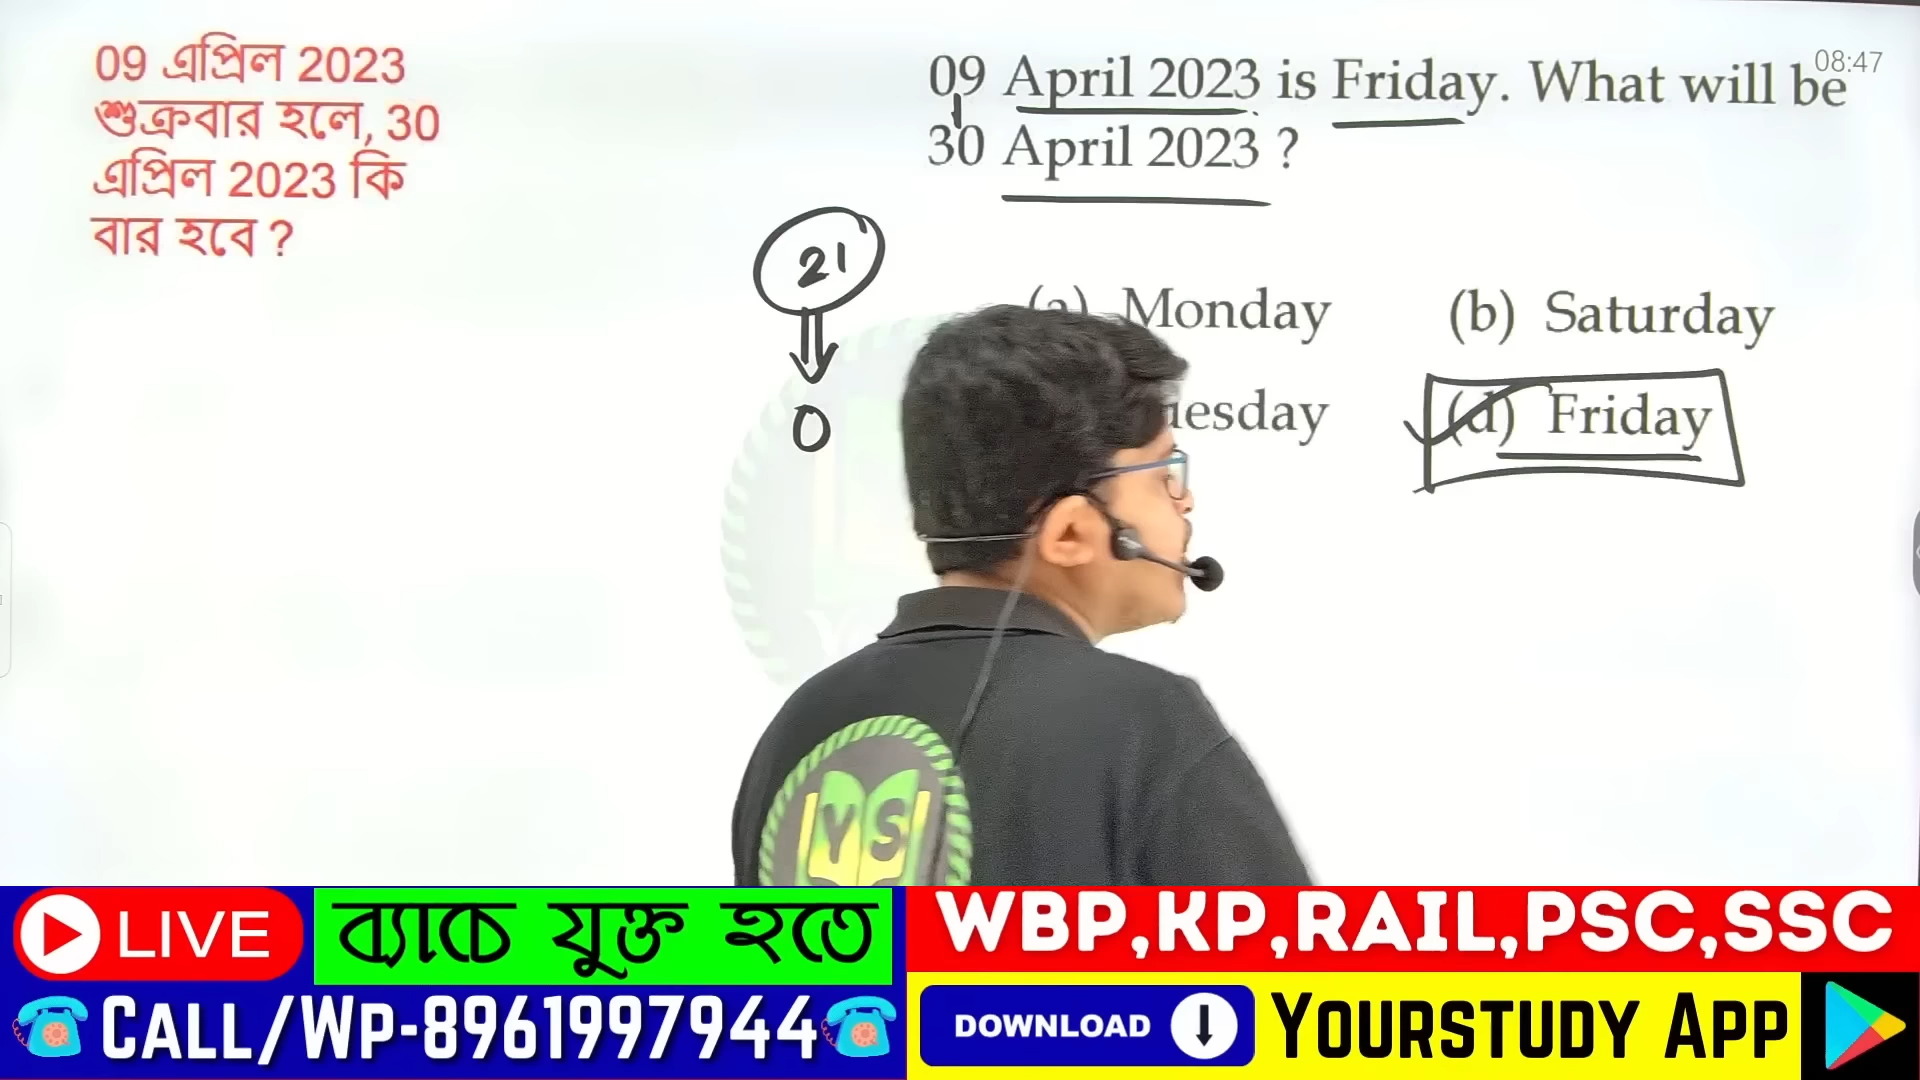 09 এপ্রিল 2023
শুক্রবার হলে, 30
এপ্রিল 2023 কি
বার হবে ?
09 April 2023 is Friday. What will be
30 April 2023 ?
08:47
21
0
(a) Monday
(b) Saturday
(d) Friday
YS
LIVE
ব্যাচে যুক্ত হতে
WBP,KP,RAIL,PSC,SSC
CALL/WP-8961997944
DOWNLOAD
YOURSTUDY APP